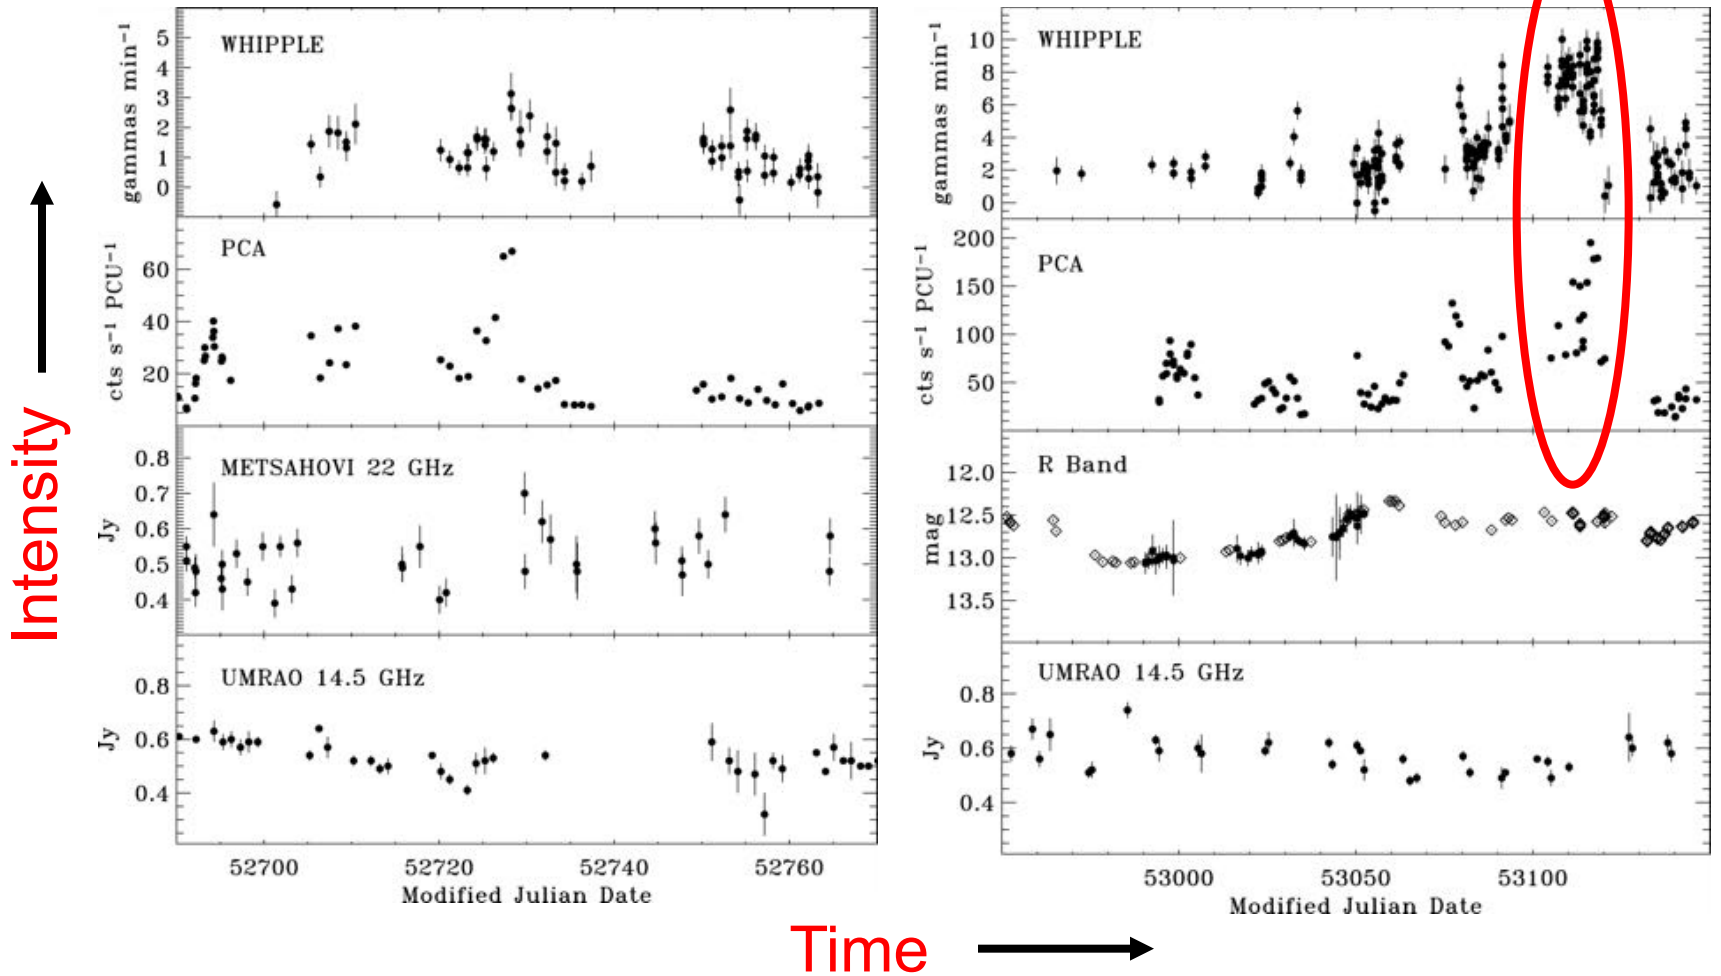 WHIPPLE
gammas min⁻¹
5
4
3
2
1
0
PCA
cts s⁻¹ PCU⁻¹
60
40
20
METSAHOVI 22 GHz
Jy
0.8
0.7
0.6
0.5
0.4
UMRAO 14.5 GHz
Jy
0.8
0.6
0.4
52700 52720 52740 52760
Modified Julian Date
WHIPPLE
gammas min⁻¹
10
8
6
4
2
0
PCA
cts s⁻¹ PCU⁻¹
200
150
100
50
R Band
mag
12.0
12.5
13.0
13.5
UMRAO 14.5 GHz
Jy
0.8
0.6
0.4
53000 53050 53100
Modified Julian Date
Intensity
Time